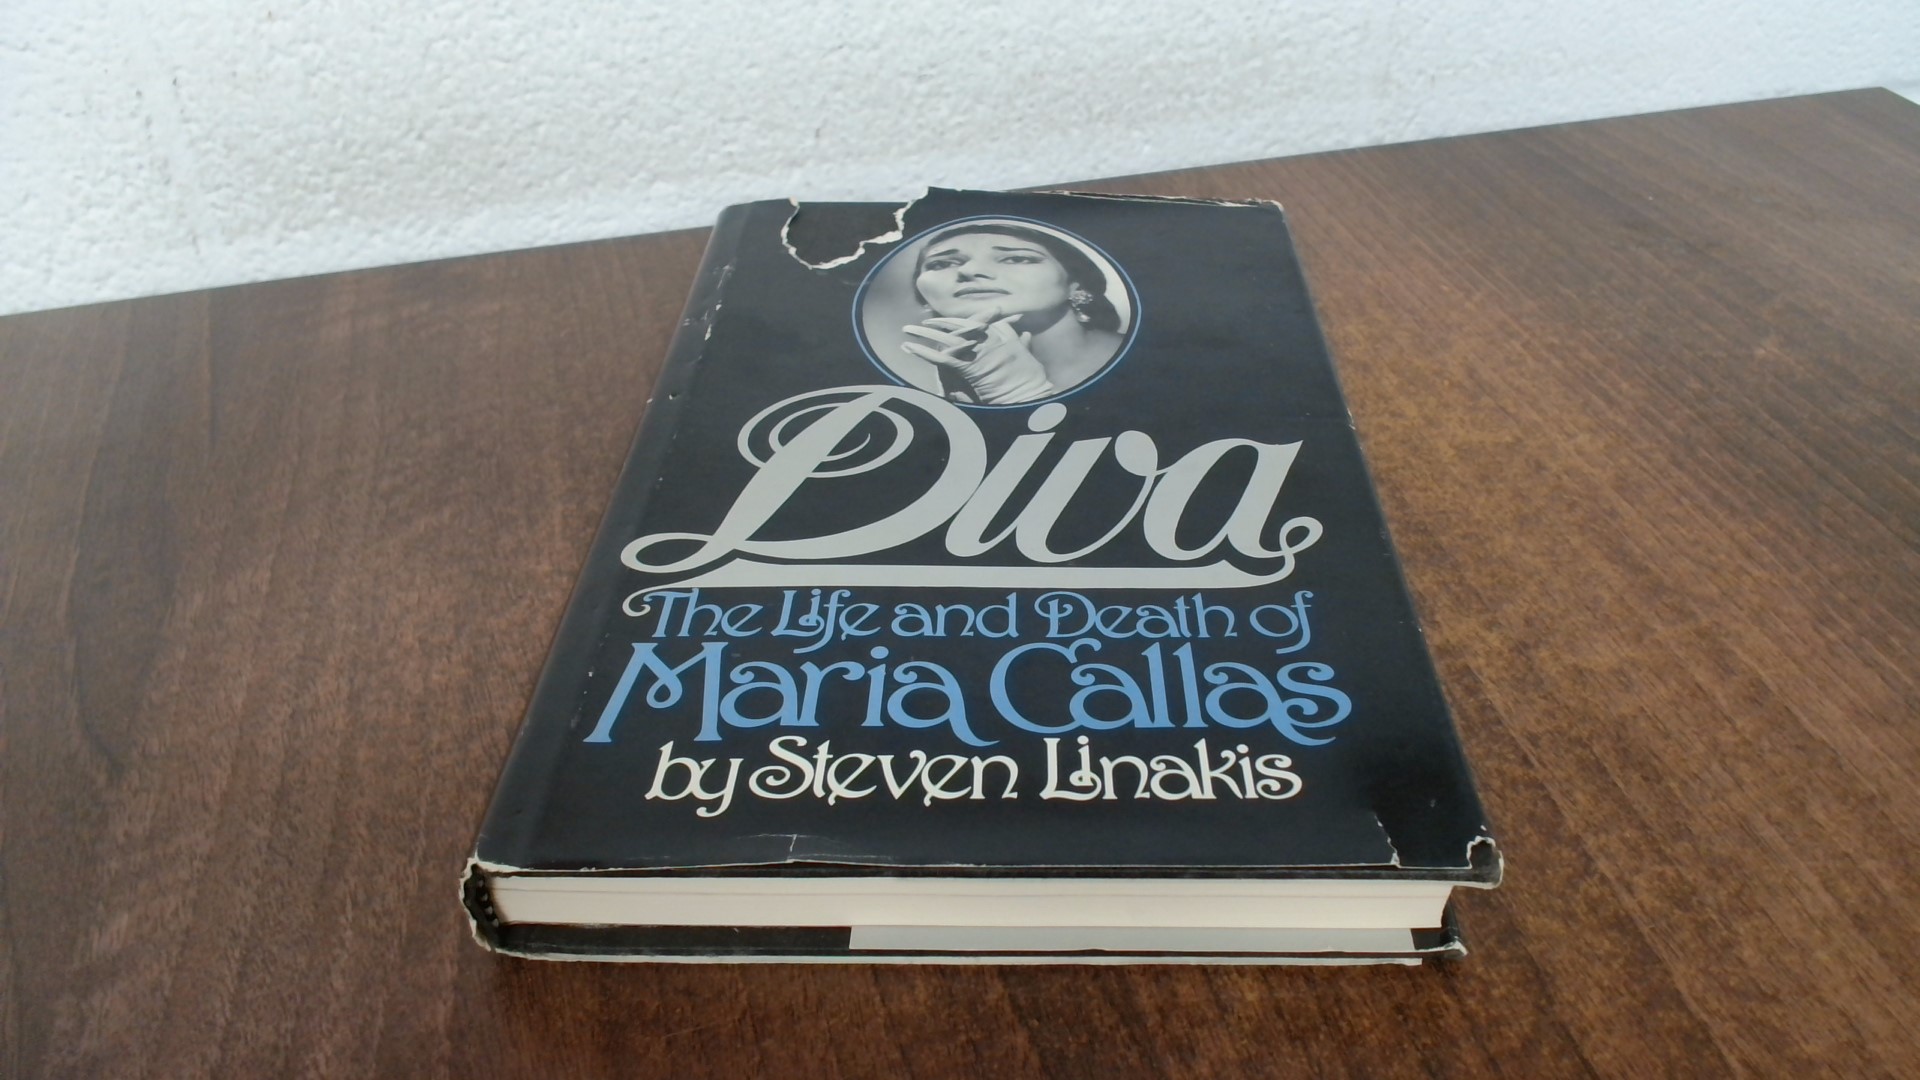 Diva
The Life and Death of
Maria Callas
by Steven Linakis